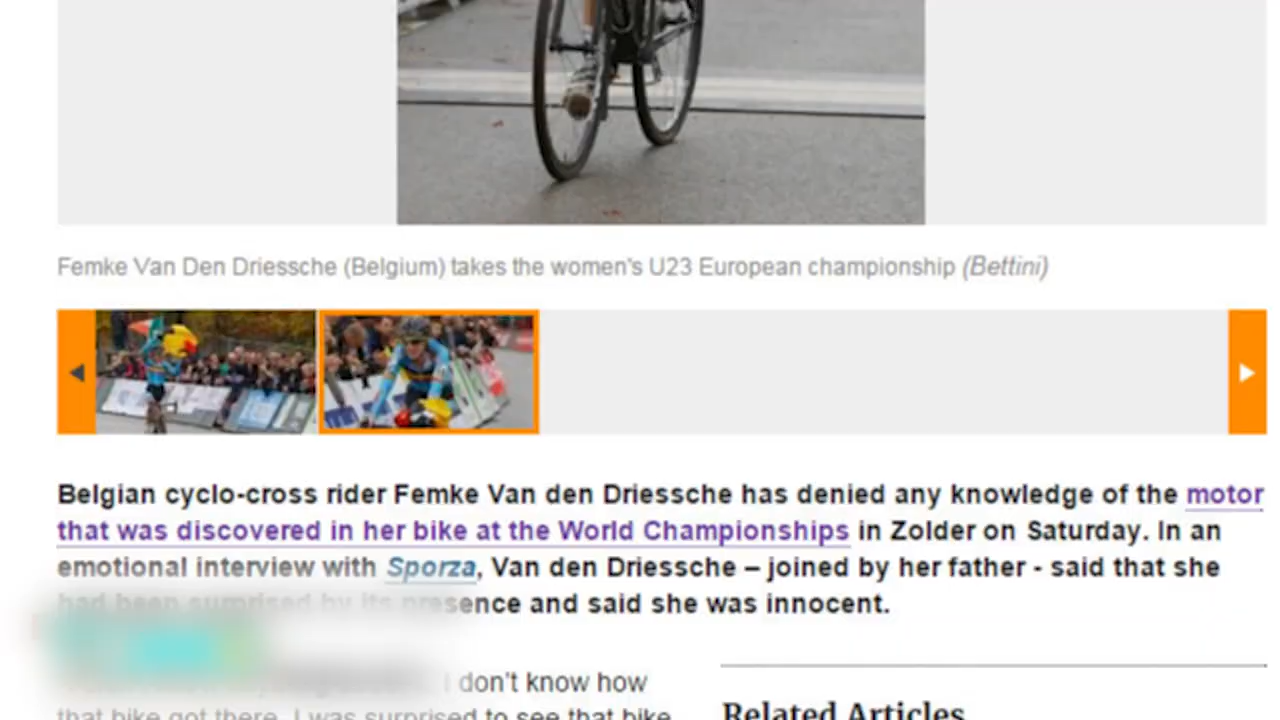 Femke Van Den Driessche (Belgium) takes the women's U23 European championship (Bettini)
Belgian cyclo-cross rider Femke Van den Driessche has denied any knowledge of the motor
that was discovered in her bike at the World Championships in Zolder on Saturday. In an
emotional interview with Sporza, Van den Driessche – joined by her father - said that she
had been surprised by its presence and said she was innocent.
I don't know how
that bike got there. I was surprised to see that bike
Related Articles